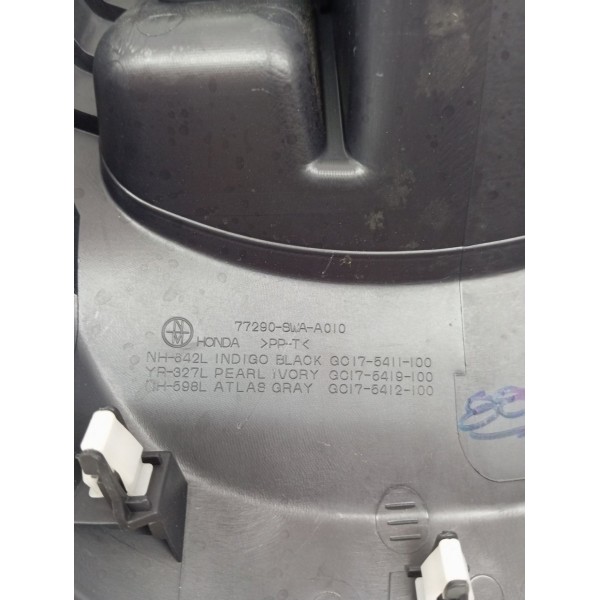 77290-SWA-A010
HONDA >PP-T<
NH-642L INDIGO BLACK GC17-5411-100
YR-327L PEARL IVORY GC17-5419-100
NH-598L ATLAS GRAY GC17-5412-100